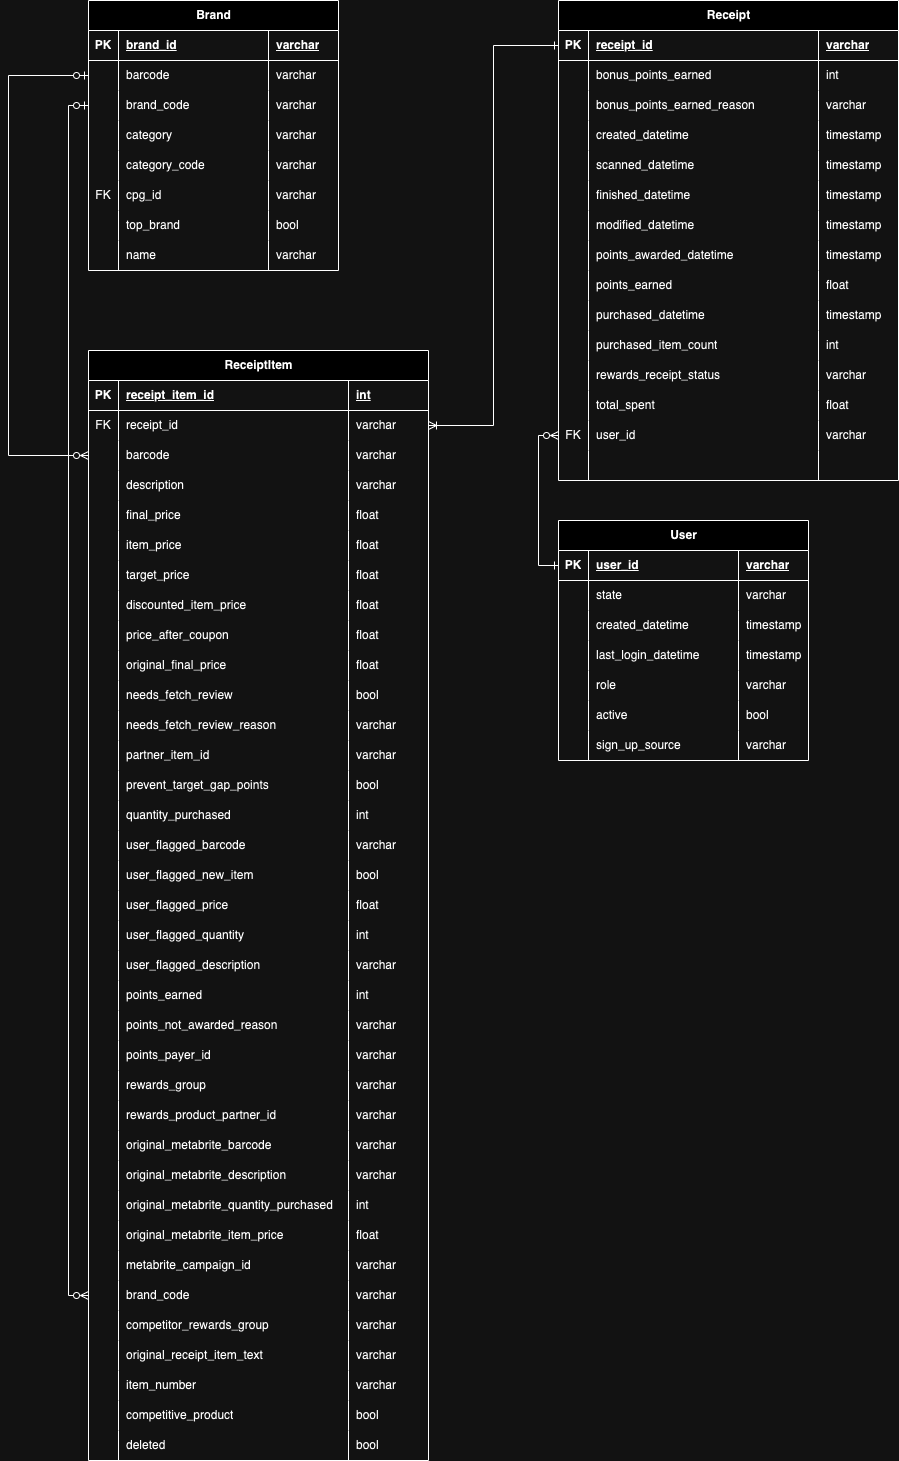 Brand
PK brand_id varchar
barcode varchar
brand_code varchar
category varchar
category_code varchar
FK cpg_id varchar
top_brand bool
name varchar
Receipt
PK receipt_id varchar
bonus_points_earned int
bonus_points_earned_reason varchar
created_datetime timestamp
scanned_datetime timestamp
finished_datetime timestamp
modified_datetime timestamp
points_awarded_datetime timestamp
points_earned float
purchased_datetime timestamp
purchased_item_count int
rewards_receipt_status varchar
total_spent float
FK user_id varchar
ReceiptItem
PK receipt_item_id int
FK receipt_id varchar
barcode varchar
description varchar
final_price float
item_price float
target_price float
discounted_item_price float
price_after_coupon float
original_final_price float
needs_fetch_review bool
needs_fetch_review_reason varchar
partner_item_id varchar
prevent_target_gap_points bool
quantity_purchased int
user_flagged_barcode varchar
user_flagged_new_item bool
user_flagged_price float
user_flagged_quantity int
user_flagged_description varchar
points_earned int
points_not_awarded_reason varchar
points_payer_id varchar
rewards_group varchar
rewards_product_partner_id varchar
original_metabrite_barcode varchar
original_metabrite_description varchar
original_metabrite_quantity_purchased int
original_metabrite_item_price float
metabrite_campaign_id varchar
brand_code varchar
competitor_rewards_group varchar
original_receipt_item_text varchar
item_number varchar
competitive_product bool
deleted bool
User
PK user_id varchar
state varchar
created_datetime timestamp
last_login_datetime timestamp
role varchar
active bool
sign_up_source varchar